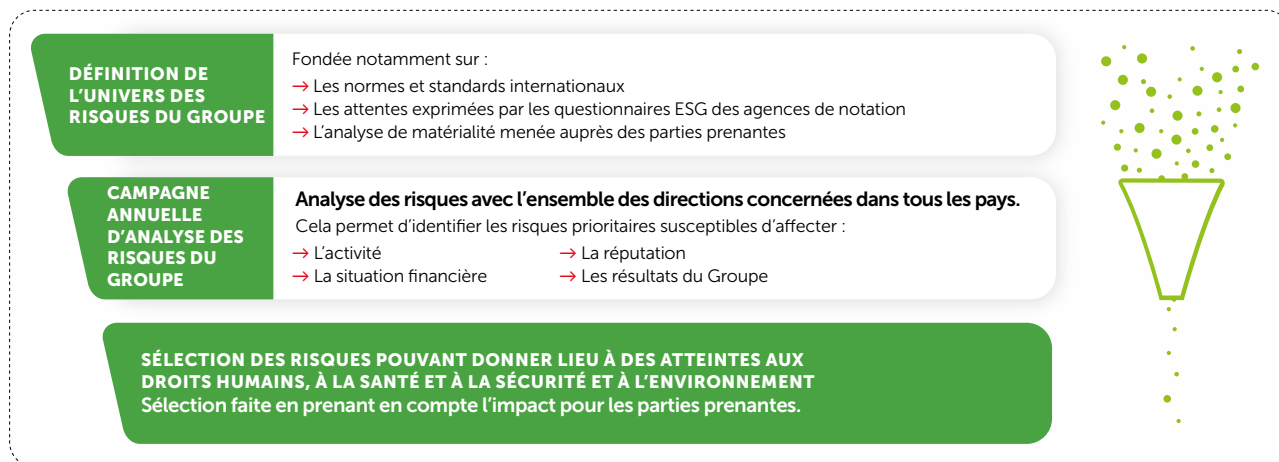 DÉFINITION DE
L'UNIVERS DES
RISQUES DU GROUPE
Fondée notamment sur :
→ Les normes et standards internationaux
→ Les attentes exprimées par les questionnaires ESG des agences de notation
→ L'analyse de matérialité menée auprès des parties prenantes
CAMPAGNE
ANNUELLE
D'ANALYSE DES
RISQUES DU
GROUPE
Analyse des risques avec l'ensemble des directions concernées dans tous les pays.
Cela permet d'identifier les risques prioritaires susceptibles d'affecter :
→ L'activité
→ La situation financière
→ La réputation
→ Les résultats du Groupe
SÉLECTION DES RISQUES POUVANT DONNER LIEU À DES ATTEINTES AUX
DROITS HUMAINS, À LA SANTÉ ET À LA SÉCURITÉ ET À L'ENVIRONNEMENT
Sélection faite en prenant en compte l'impact pour les parties prenantes.